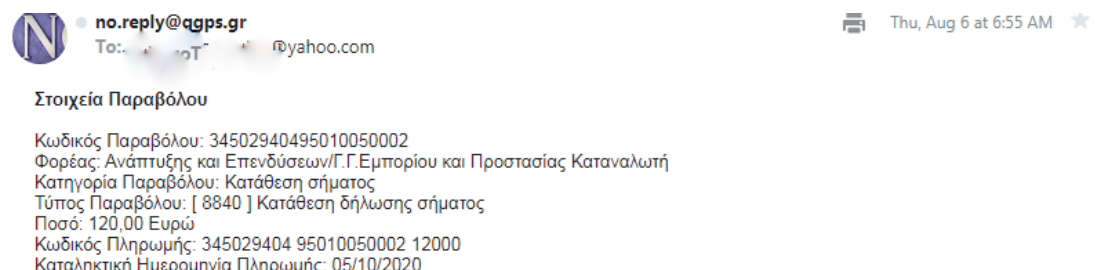 N
no.reply@qgps.gr
Thu, Aug 6 at 6:55 AM
To: @yahoo.com
Στοιχεία Παραβόλου
Κωδικός Παραβόλου: 34502940495010050002
Φορέας: Ανάπτυξης και Επενδύσεων/Γ.Γ.Εμπορίου και Προστασίας Καταναλωτή
Κατηγορία Παραβόλου: Κατάθεση σήματος
Τύπος Παραβόλου: [ 8840 ] Κατάθεση δήλωσης σήματος
Ποσό: 120,00 Ευρώ
Κωδικός Πληρωμής: 345029404 95010050002 12000
Καταληκτική Ημερομηνία Πληρωμής: 05/10/2020